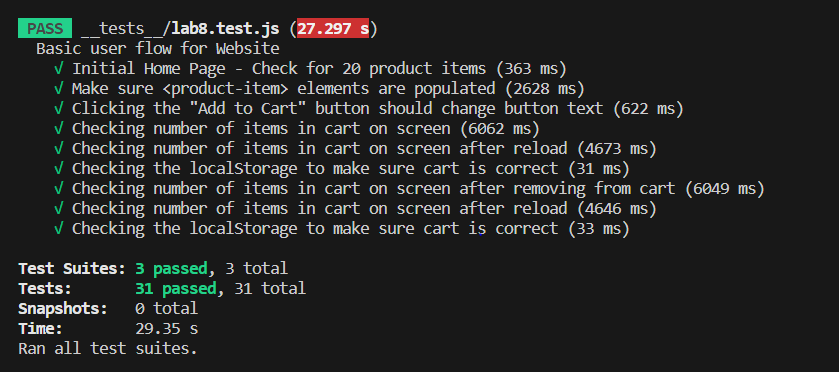 PASS __tests__/lab8.test.js (27.297 s)
Basic user flow for Website
√ Initial Home Page - Check for 20 product items (363 ms)
√ Make sure <product-item> elements are populated (2628 ms)
√ Clicking the "Add to Cart" button should change button text (622 ms)
√ Checking number of items in cart on screen (6062 ms)
√ Checking number of items in cart on screen after reload (4673 ms)
√ Checking the localStorage to make sure cart is correct (31 ms)
√ Checking number of items in cart on screen after removing from cart (6049 ms)
√ Checking number of items in cart on screen after reload (4646 ms)
√ Checking the localStorage to make sure cart is correct (33 ms)
Test Suites: 3 passed, 3 total
Tests: 31 passed, 31 total
Snapshots: 0 total
Time: 29.35 s
Ran all test suites.